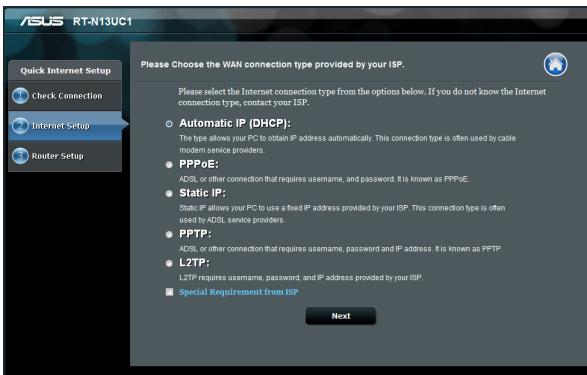 ASUS RT-N13UC1
Quick Internet Setup
1 Check Connection
2 Internet Setup
3 Router Setup
Please Choose the WAN connection type provided by your ISP.
Please select the Internet connection type from the options below. If you do not know the Internet
connection type, contact your ISP.
Automatic IP (DHCP):
The type allows your PC to obtain IP address automatically. This connection type is often used by cable
modem service providers.
PPPoE:
ADSL or other connection that requires username, and password. It is known as PPPoE.
Static IP:
Static IP allows your PC to use a fixed IP address provided by your ISP. This connection type is often
used by ADSL service providers.
PPTP:
ADSL or other connection that requires username, password and IP address. It is known as PPTP.
L2TP:
L2TP requires username, password, and IP address provided by your ISP.
Special Requirement from ISP
Next